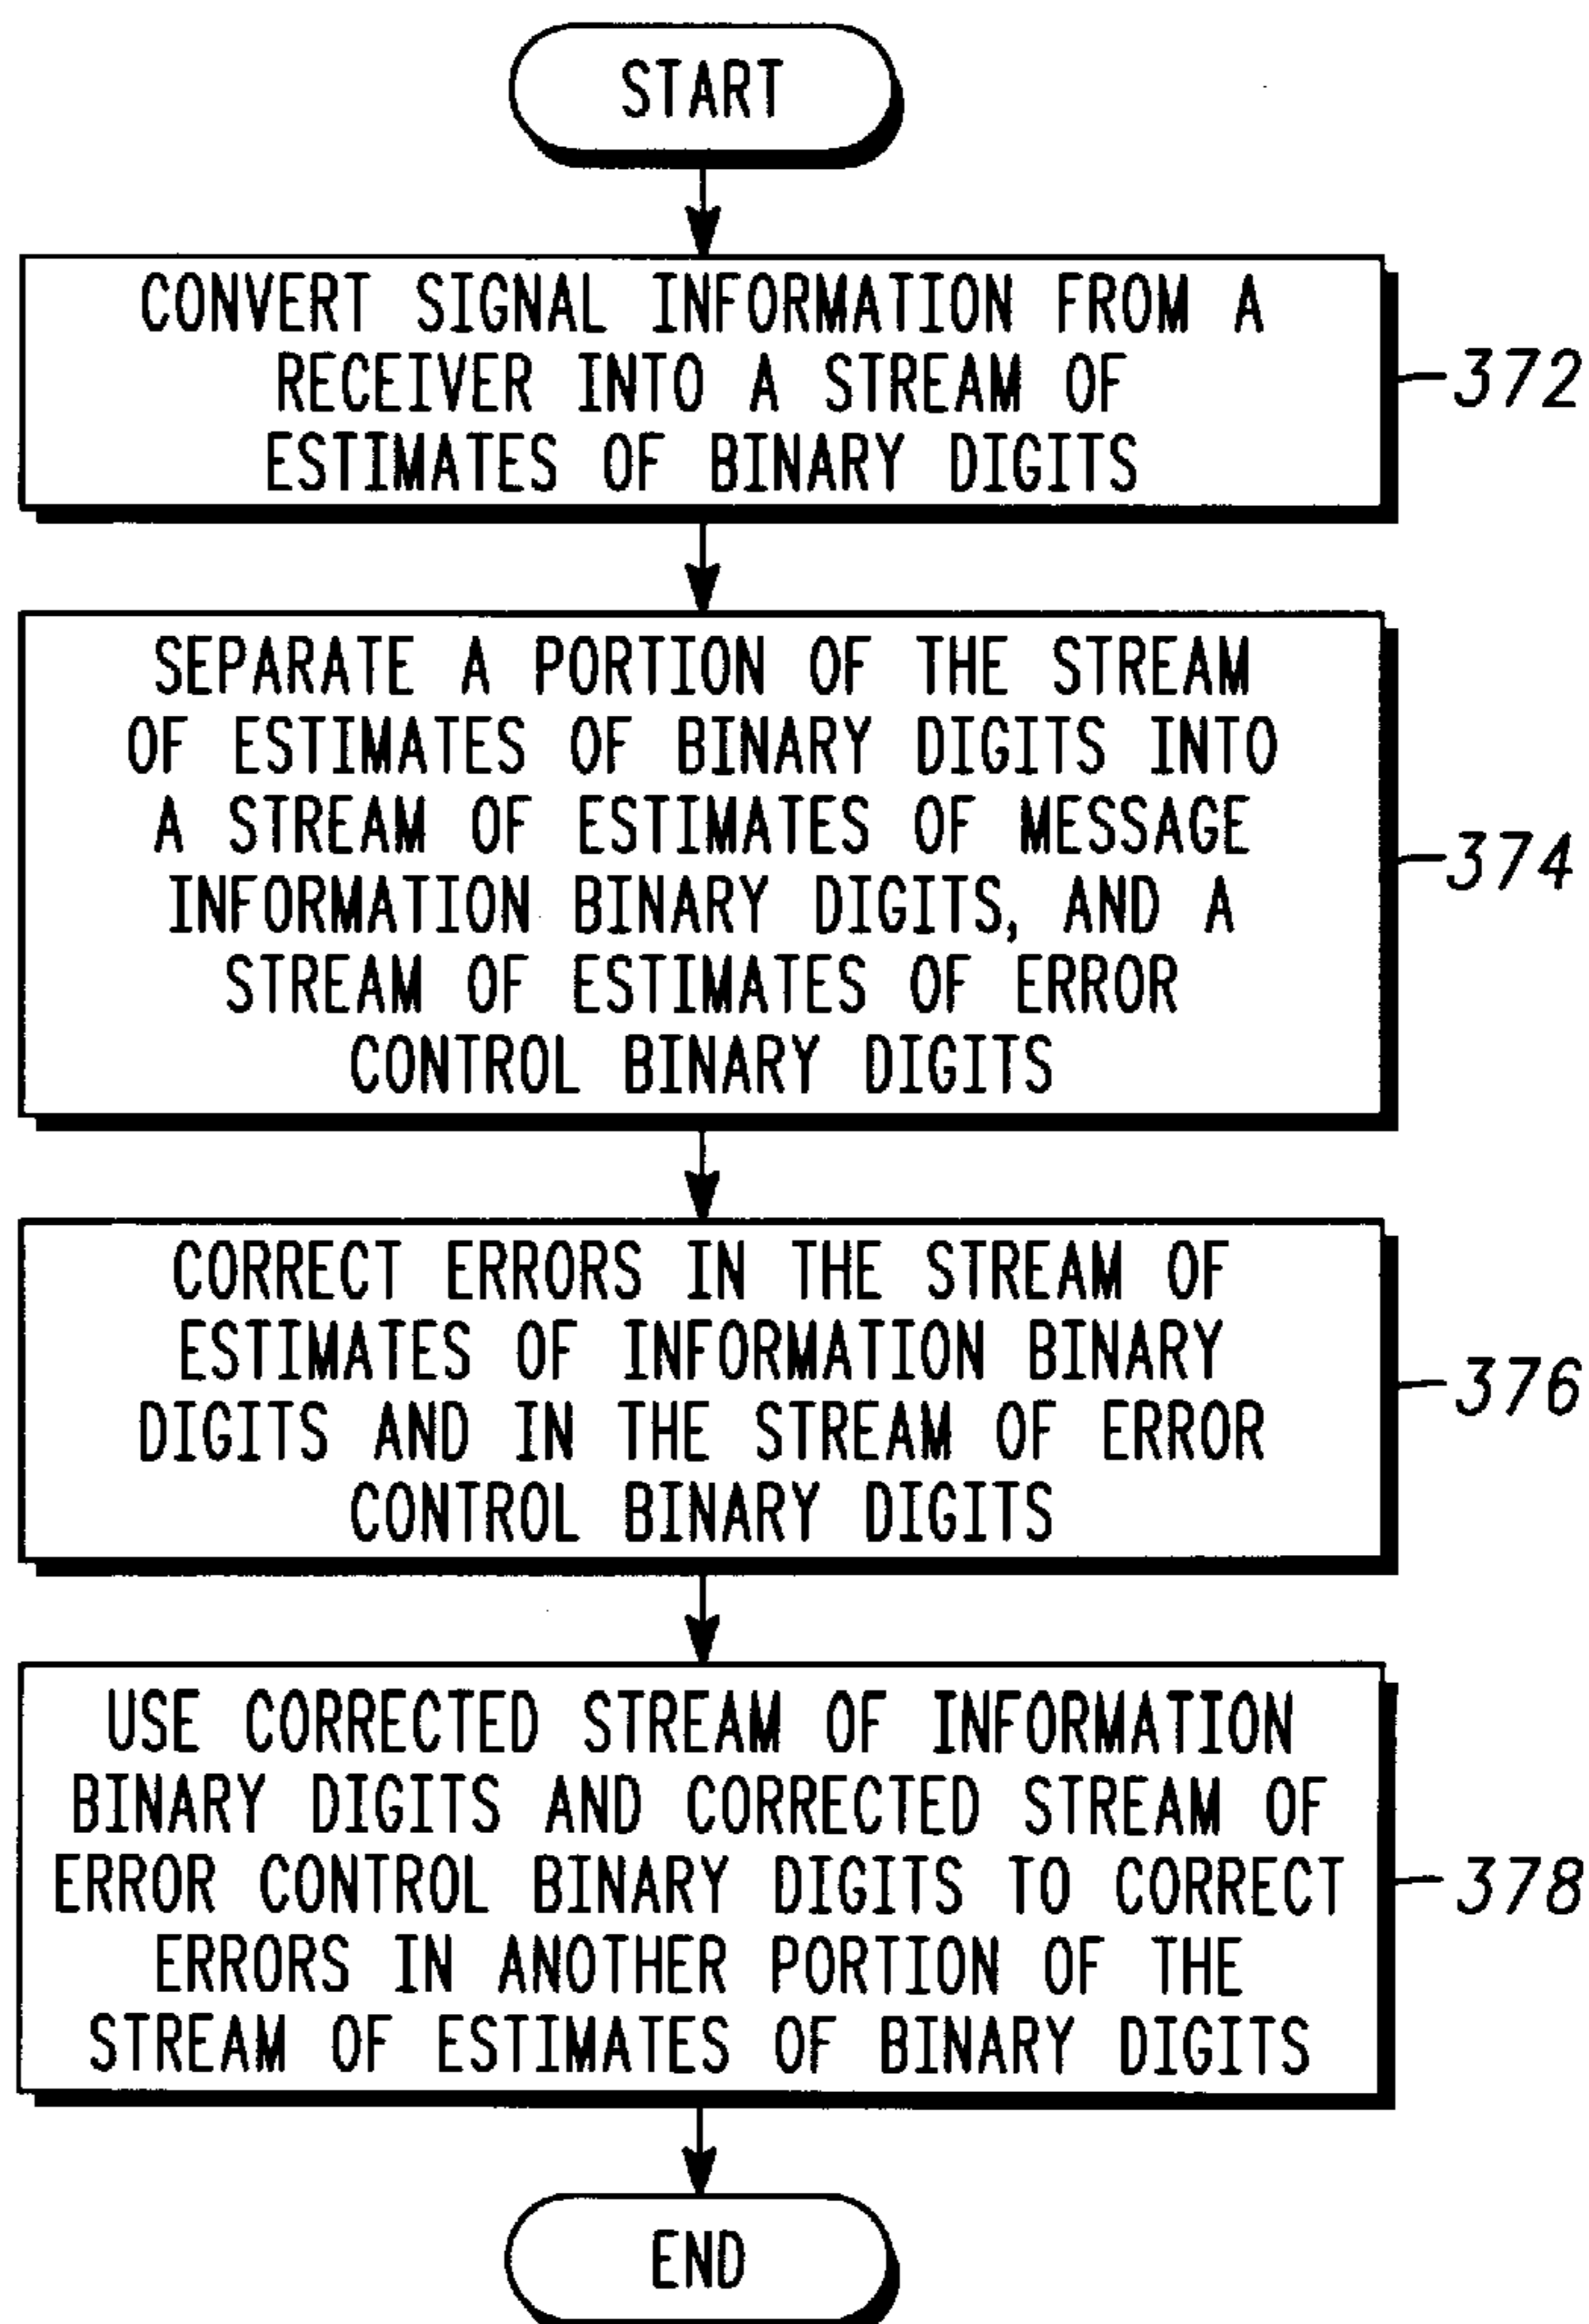 START
CONVERT SIGNAL INFORMATION FROM A
RECEIVER INTO A STREAM OF
ESTIMATES OF BINARY DIGITS
372
SEPARATE A PORTION OF THE STREAM
OF ESTIMATES OF BINARY DIGITS INTO
A STREAM OF ESTIMATES OF MESSAGE
INFORMATION BINARY DIGITS, AND A
STREAM OF ESTIMATES OF ERROR
CONTROL BINARY DIGITS
374
CORRECT ERRORS IN THE STREAM OF
ESTIMATES OF INFORMATION BINARY
DIGITS AND IN THE STREAM OF ERROR
CONTROL BINARY DIGITS
376
USE CORRECTED STREAM OF INFORMATION
BINARY DIGITS AND CORRECTED STREAM OF
ERROR CONTROL BINARY DIGITS TO CORRECT
ERRORS IN ANOTHER PORTION OF THE
STREAM OF ESTIMATES OF BINARY DIGITS
378
END